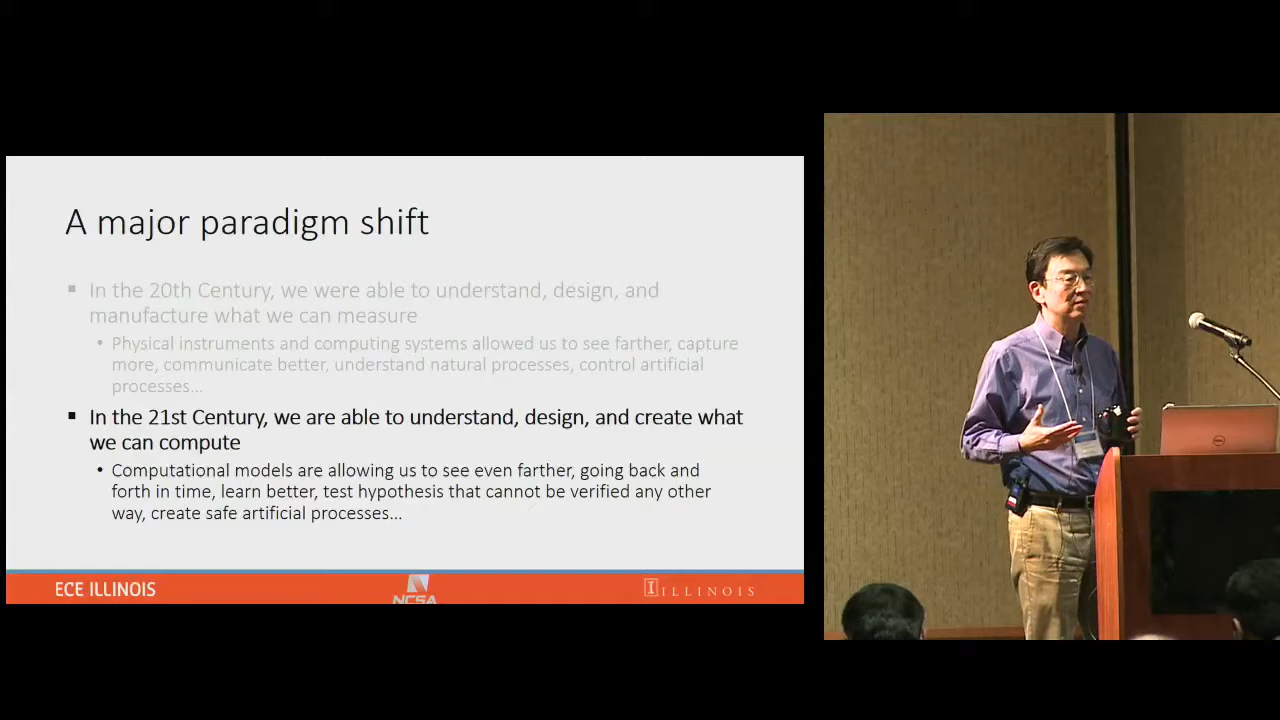 A major paradigm shift
In the 20th Century, we were able to understand, design, and
manufacture what we can measure
Physical instruments and computing systems allowed us to see farther, capture
more, communicate better, understand natural processes, control artificial
processes…
In the 21st Century, we are able to understand, design, and create what
we can compute
Computational models are allowing us to see even farther, going back and
forth in time, learn better, test hypothesis that cannot be verified any other
way, create safe artificial processes…
ECE ILLINOIS
NCSA
I ILLINOIS
DELL